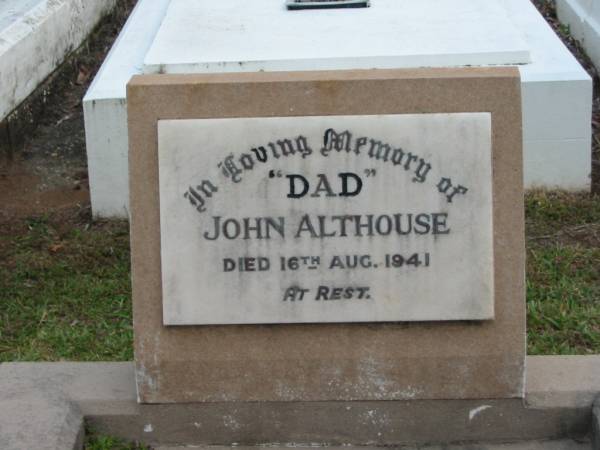 In Loving Memory of
"DAD"
JOHN ALTHOUSE
DIED 16TH AUG. 1941
AT REST.